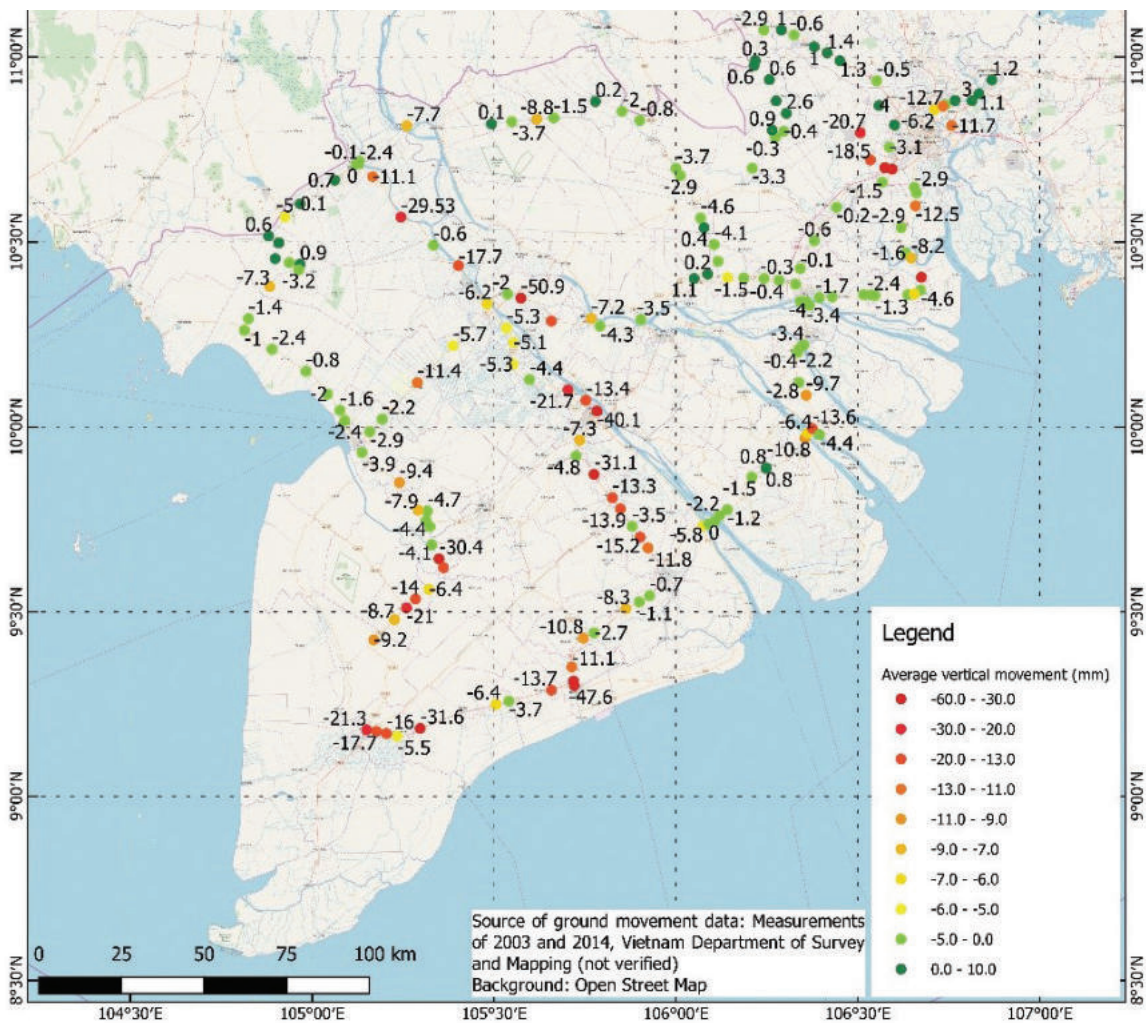 -2.9 1 -0.6
11°00'N 0.3 1 1.4 11°00'N
0.6 0.6 1.3 -0.5 1.2
-7.7 0.1 -8.8 -1.5 0.2 -2 -0.8 2.6 4 -12.7 3 1.1
-3.7 0.9 -0.4 -20.7 -6.2 -11.7
-0.1 -2.4 -0.3 -3.1
0 -11.1 -3.7 -3.3 -18.5
0.7 -2.9 -1.5 -2.9
-5 0.1 -29.53 -4.6 -0.2 -2.9 -12.5
10°30'N 0.6 -0.6 0.4 -4.1 -0.6 10°30'N
0.9 -17.7 0.2 -0.3 -0.1 -1.6 -8.2
-7.3 -3.2 1.1 -1.5 -0.4 -1.7 -2.4
-6.2 -2 -50.9 -4 -3.4 -1.3 -4.6
-1.4 -5.3 -7.2 -3.5
-1 -2.4 -5.7 -5.1 -4.3 -3.4
-0.8 -5.3 -0.4 -2.2
-11.4 -4.4
-2 -1.6 -2.2 -21.7 -13.4 -2.8 -9.7
10°00'N -2.4 -2.9 -40.1 -6.4 -13.6 10°00'N
-7.3 -10.8 -4.4
-3.9 -4.8 -31.1 0.8 0.8
-9.4 -13.3 -1.5
-7.9 -4.7 -3.5 -2.2 -1.2
-4.4 -13.9 -5.8 0
-4.1 -30.4 -15.2 -11.8
-14 -6.4 -0.7
9°30'N -8.7 -21 -8.3 -1.1 9°30'N
-9.2 -10.8 -2.7
-11.1
-13.7 -47.6
-6.4 -3.7
-21.3 -16 -31.6
-17.7 -5.5
9°00'N 9°00'N
Legend
Average vertical movement (mm)
-60.0 - -30.0
-30.0 - -20.0
-20.0 - -13.0
-13.0 - -11.0
-11.0 - -9.0
-9.0 - -7.0
-7.0 - -6.0
-6.0 - -5.0
-5.0 - 0.0
0.0 - 10.0
Source of ground movement data: Measurements
of 2003 and 2014, Vietnam Department of Survey
and Mapping (not verified)
Background: Open Street Map
0 25 50 75 100 km
8°30'N 8°30'N
104°30'E 105°00'E 105°30'E 106°00'E 106°30'E 107°00'E